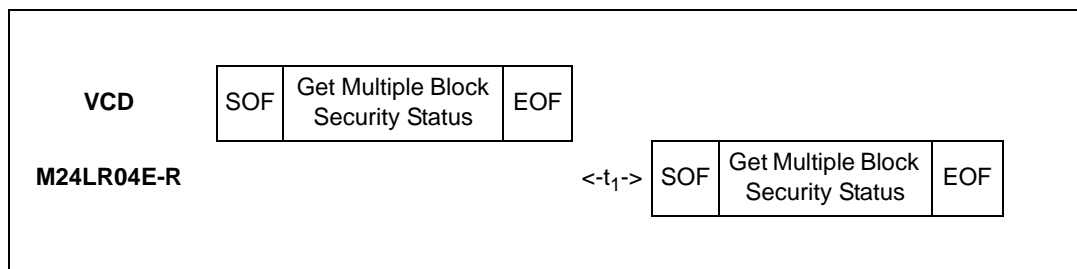 VCD SOF Get Multiple Block Security Status EOF
M24LR04E-R <-t₁-> SOF Get Multiple Block Security Status EOF